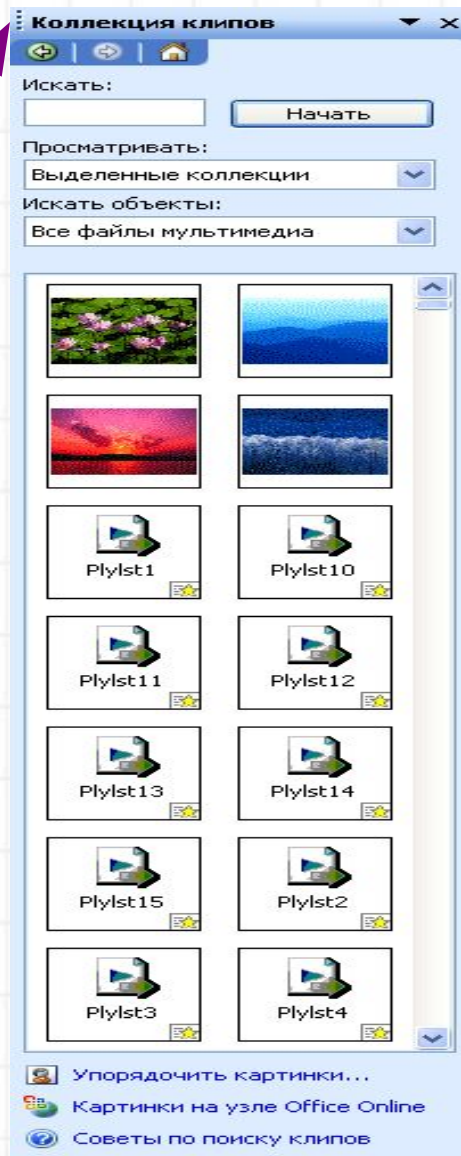 Коллекция клипов
Искать:
Начать
Просматривать:
Выделенные коллекции
Искать объекты:
Все файлы мультимедиа
Plylst1 Plylst10
Plylst11 Plylst12
Plylst13 Plylst14
Plylst15 Plylst2
Plylst3 Plylst4
Упорядочить картинки...
Картинки на узле Office Online
Советы по поиску клипов